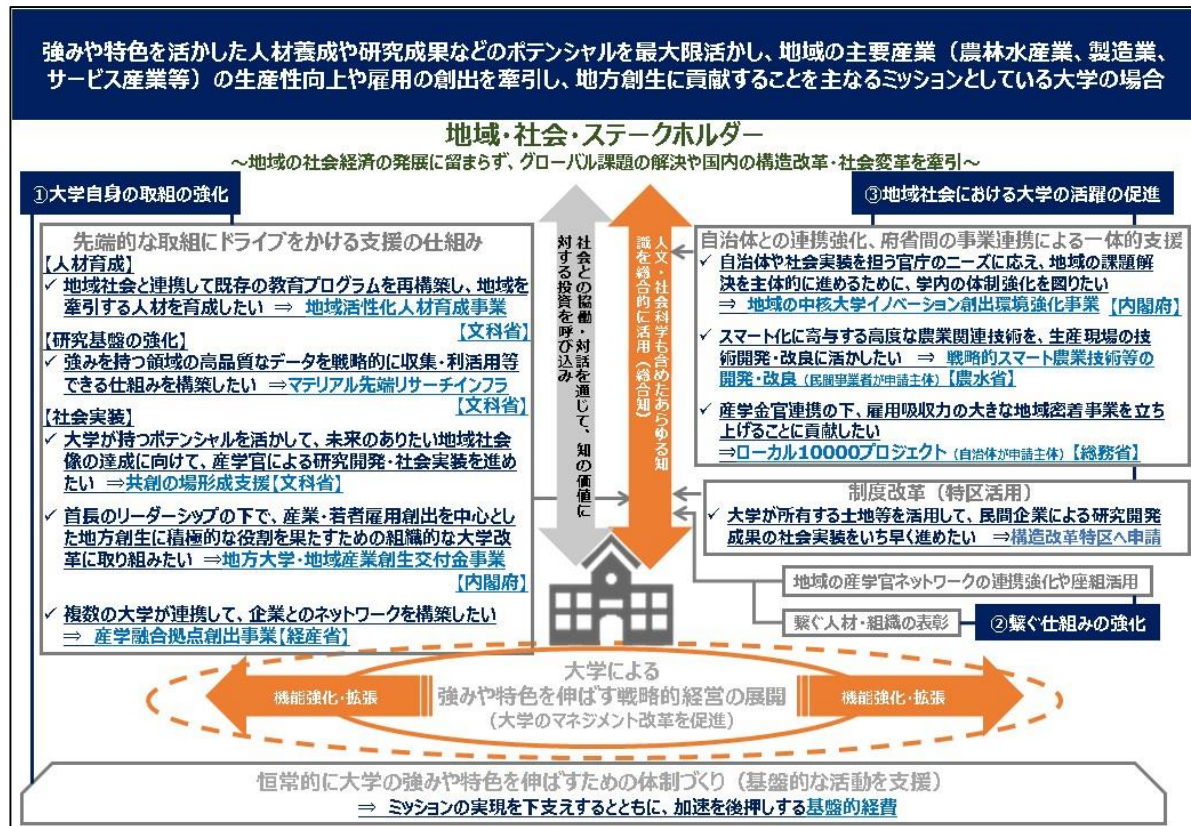 強みや特色を活かした人材養成や研究成果などのポテンシャルを最大限活かし、地域の主要産業（農林水産業、製造業、
サービス産業等）の生産性向上や雇用の創出を牽引し、地方創生に貢献することを主なるミッションとしている大学の場合
地域・社会・ステークホルダー
～地域の社会経済の発展に留まらず、グローバル課題の解決や国内の構造改革・社会変革を牽引～
①大学自身の取組の強化
先端的な取組にドライブをかける支援の仕組み
【人材育成】
✓ 地域社会と連携して既存の教育プログラムを再構築し、地域を
牽引する人材を育成したい ⇒ 地域活性化人材育成事業
【文科省】
【研究基盤の強化】
✓ 強みを持つ領域の高品質なデータを戦略的に収集・利活用等
できる仕組みを構築したい ⇒マテリアル先端リサーチインフラ
【文科省】
【社会実装】
✓ 大学が持つポテンシャルを活かして、未来のありたい地域社会
像の達成に向けて、産学官による研究開発・社会実装を進め
たい ⇒共創の場形成支援【文科省】
✓ 首長のリーダーシップの下で、産業・若者雇用創出を中心とし
た地方創生に積極的な役割を果たすための組織的な大学改
革に取り組みたい ⇒地方大学・地域産業創生交付金事業
【内閣府】
✓ 複数の大学が連携して、企業とのネットワークを構築したい
⇒ 産学融合拠点創出事業【経産省】
社会との協働・対話を通じて、知の価値に
対する投資を呼び込み
人文・社会科学も含めたあらゆる知
識を総合的に活用（総合知）
③地域社会における大学の活躍の促進
自治体との連携強化、府省間の事業連携による一体的支援
✓ 自治体や社会実装を担う官庁のニーズに応え、地域の課題解
決を主体的に進めるために、学内の体制強化を図りたい
⇒ 地域の中核大学イノベーション創出環境強化事業【内閣府】
✓ スマート化に寄与する高度な農業関連技術を、生産現場の技
術開発・改良に活かしたい ⇒ 戦略的スマート農業技術等の
開発・改良（民間事業者が申請主体）【農水省】
✓ 産学金官連携の下、雇用吸収力の大きな地域密着事業を立ち
上げることに貢献したい
⇒ローカル10000プロジェクト（自治体が申請主体）【総務省】
制度改革（特区活用）
✓ 大学が所有する土地等を活用して、民間企業による研究開発
成果の社会実装をいち早く進めたい ⇒構造改革特区へ申請
地域の産学官ネットワークの連携強化や座組活用
繋ぐ人材・組織の表彰
②繋ぐ仕組みの強化
大学による
強みや特色を伸ばす戦略的経営の展開
（大学のマネジメント改革を促進）
機能強化・拡張
機能強化・拡張
恒常的に大学の強みや特色を伸ばすための体制づくり（基盤的な活動を支援）
⇒ ミッションの実現を下支えするとともに、加速を後押しする基盤的経費